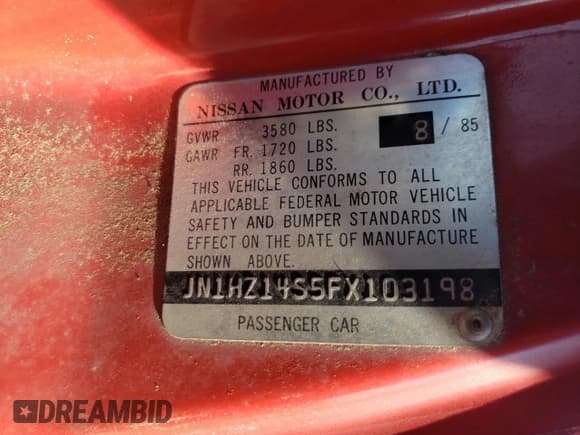 MANUFACTURED BY
NISSAN MOTOR CO., LTD.
GVWR 3580 LBS. 8 / 85
GAWR FR. 1720 LBS.
RR. 1860 LBS.
THIS VEHICLE CONFORMS TO ALL
APPLICABLE FEDERAL MOTOR VEHICLE
SAFETY AND BUMPER STANDARDS IN
EFFECT ON THE DATE OF MANUFACTURE
SHOWN ABOVE.
JN1HZ14S5FX103198
PASSENGER CAR
DREAMBID